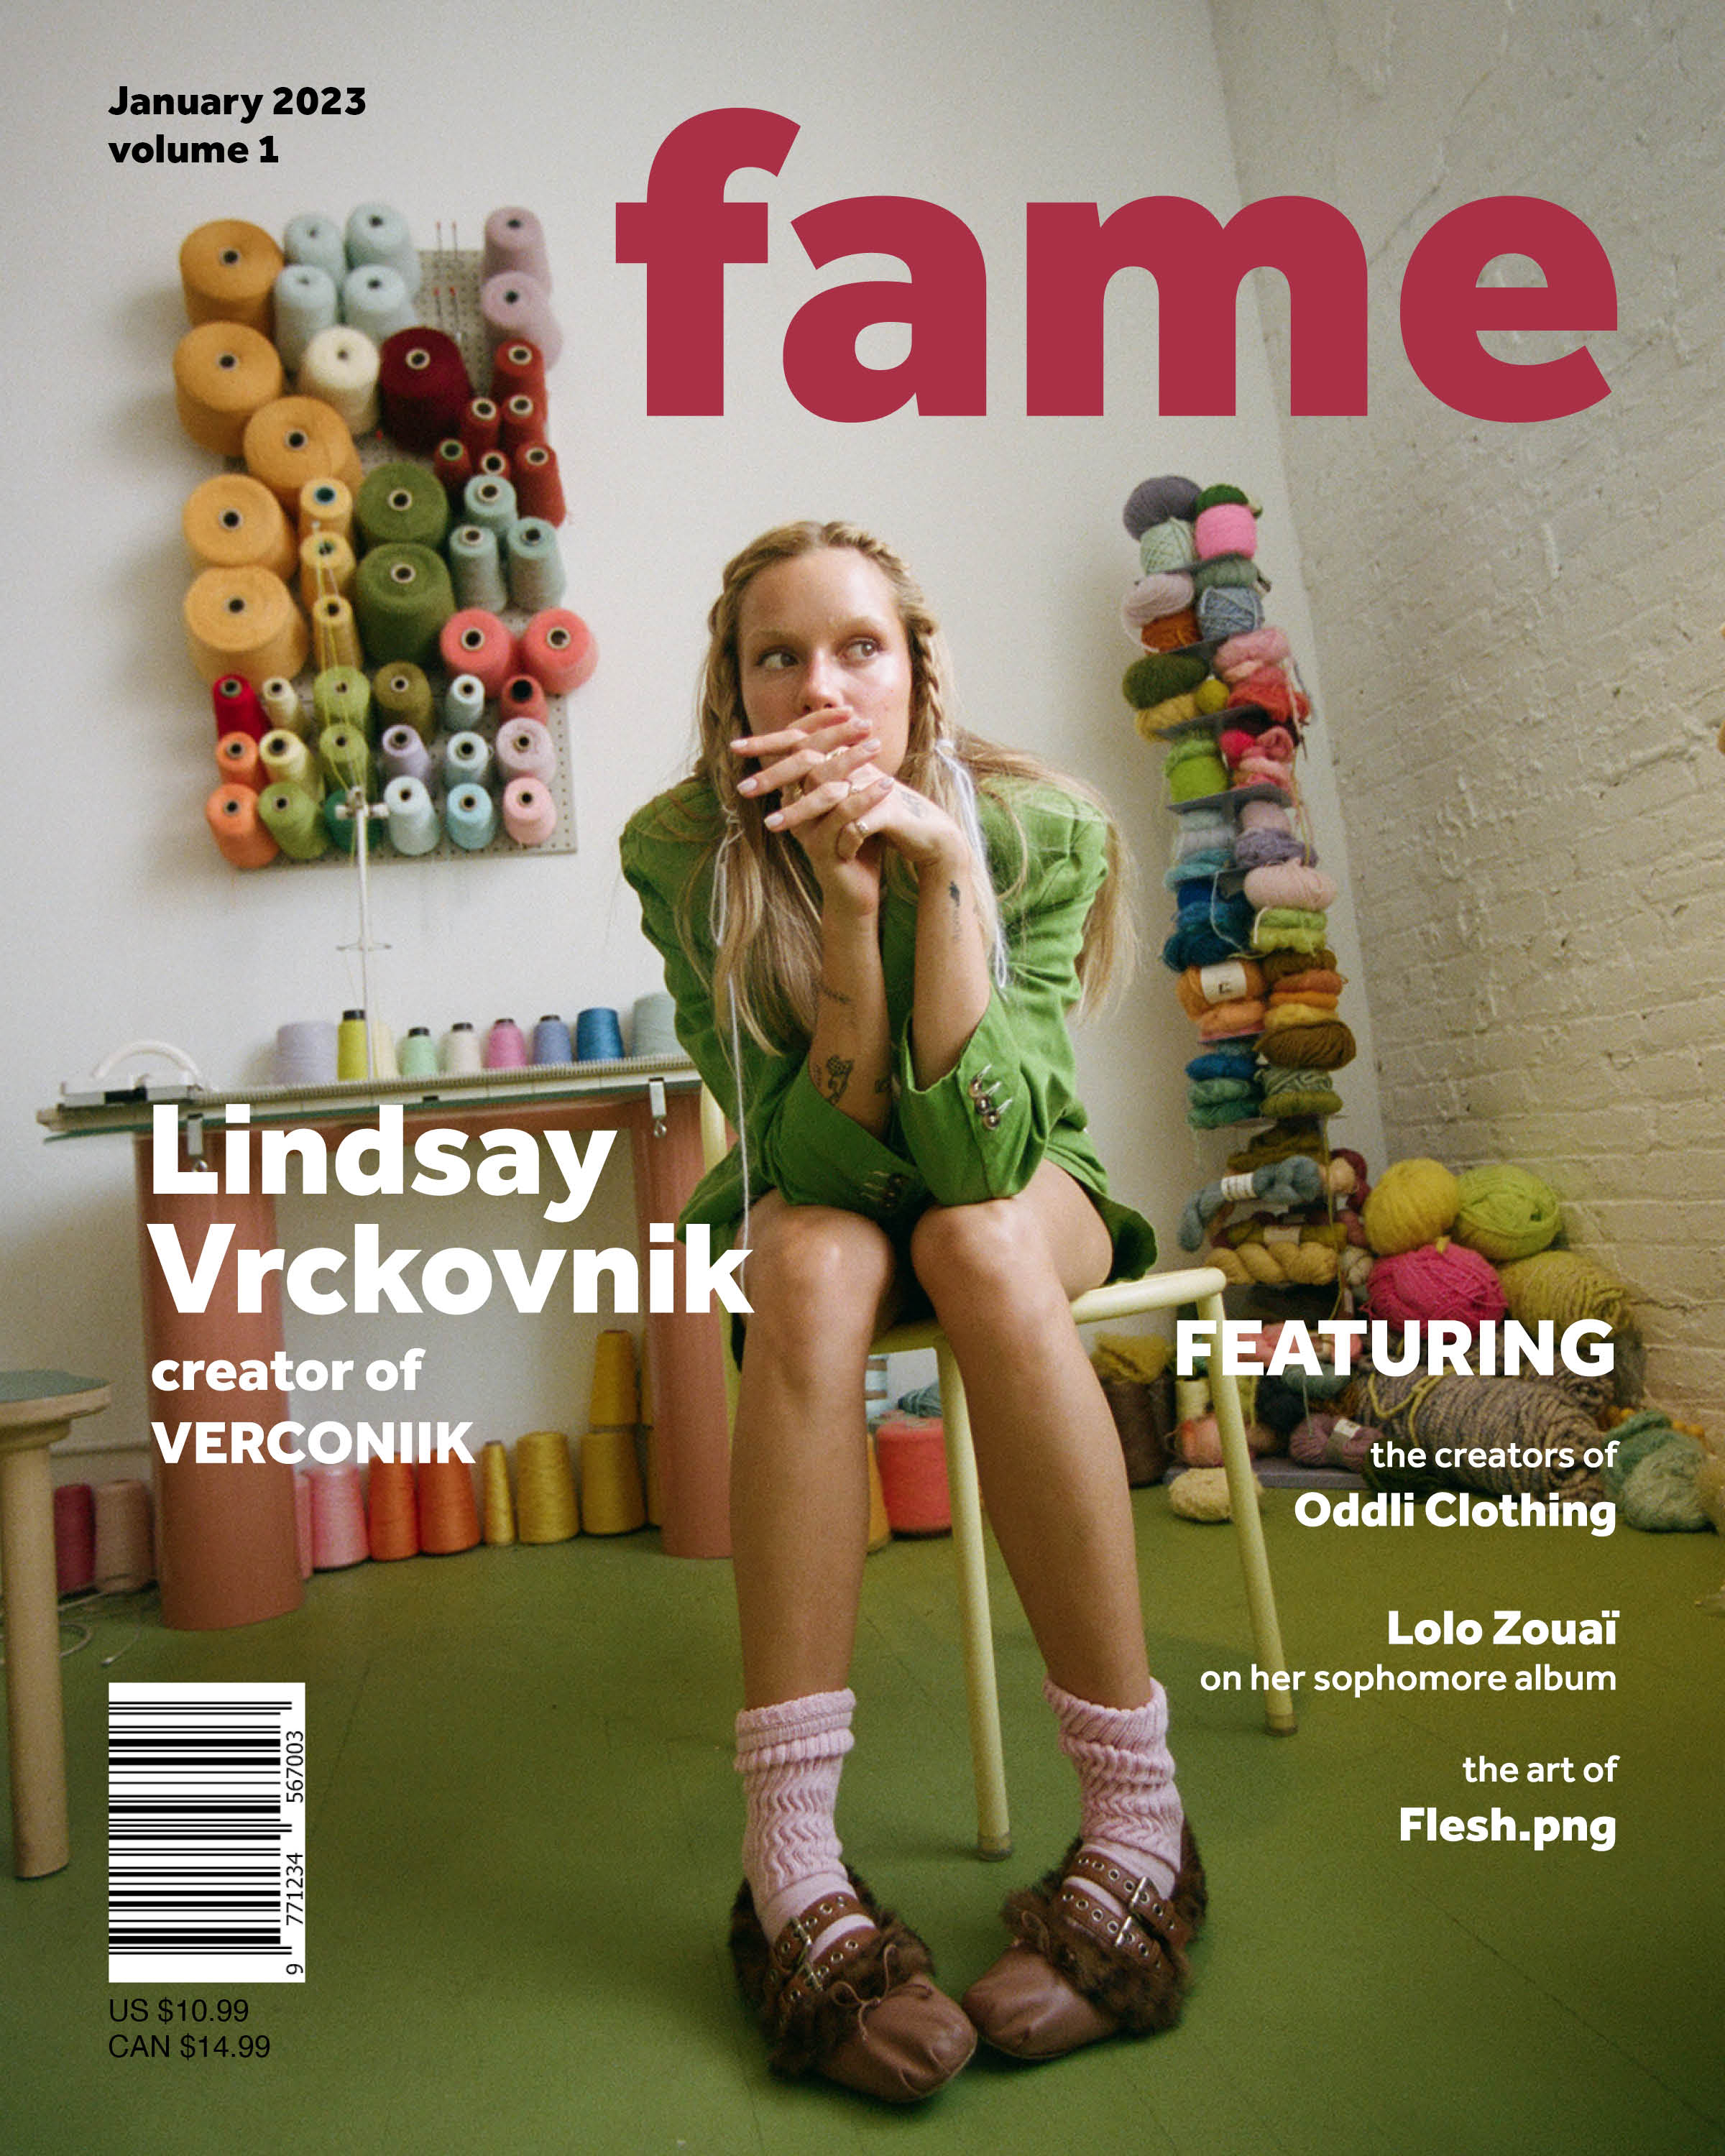 January 2023
volume 1
fame
Lindsay
Vrckovnik
creator of
VERCONIIK
FEATURING
the creators of
Oddli Clothing
Lolo Zouaï
on her sophomore album
the art of
Flesh.png
9 771234 567003
US $10.99
CAN $14.99